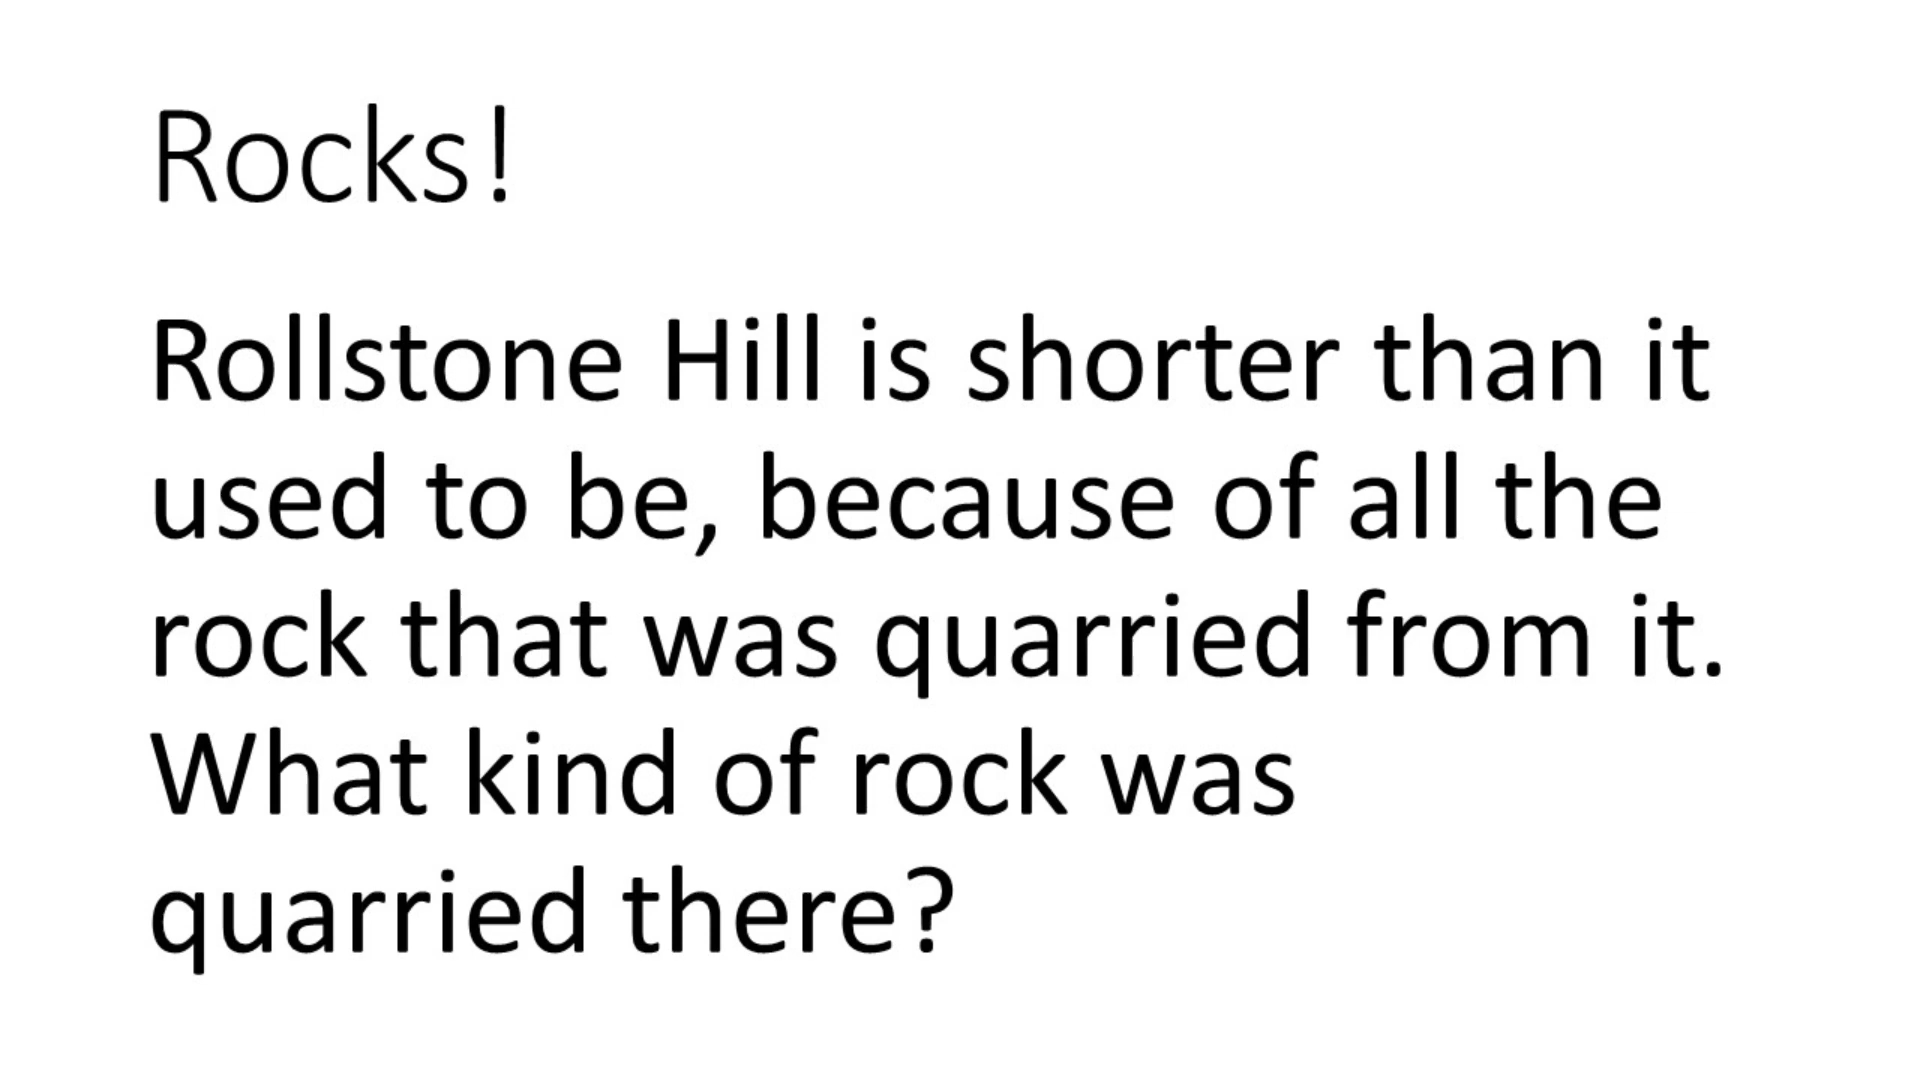 Rocks!
Rollstone Hill is shorter than it
used to be, because of all the
rock that was quarried from it.
What kind of rock was
quarried there?